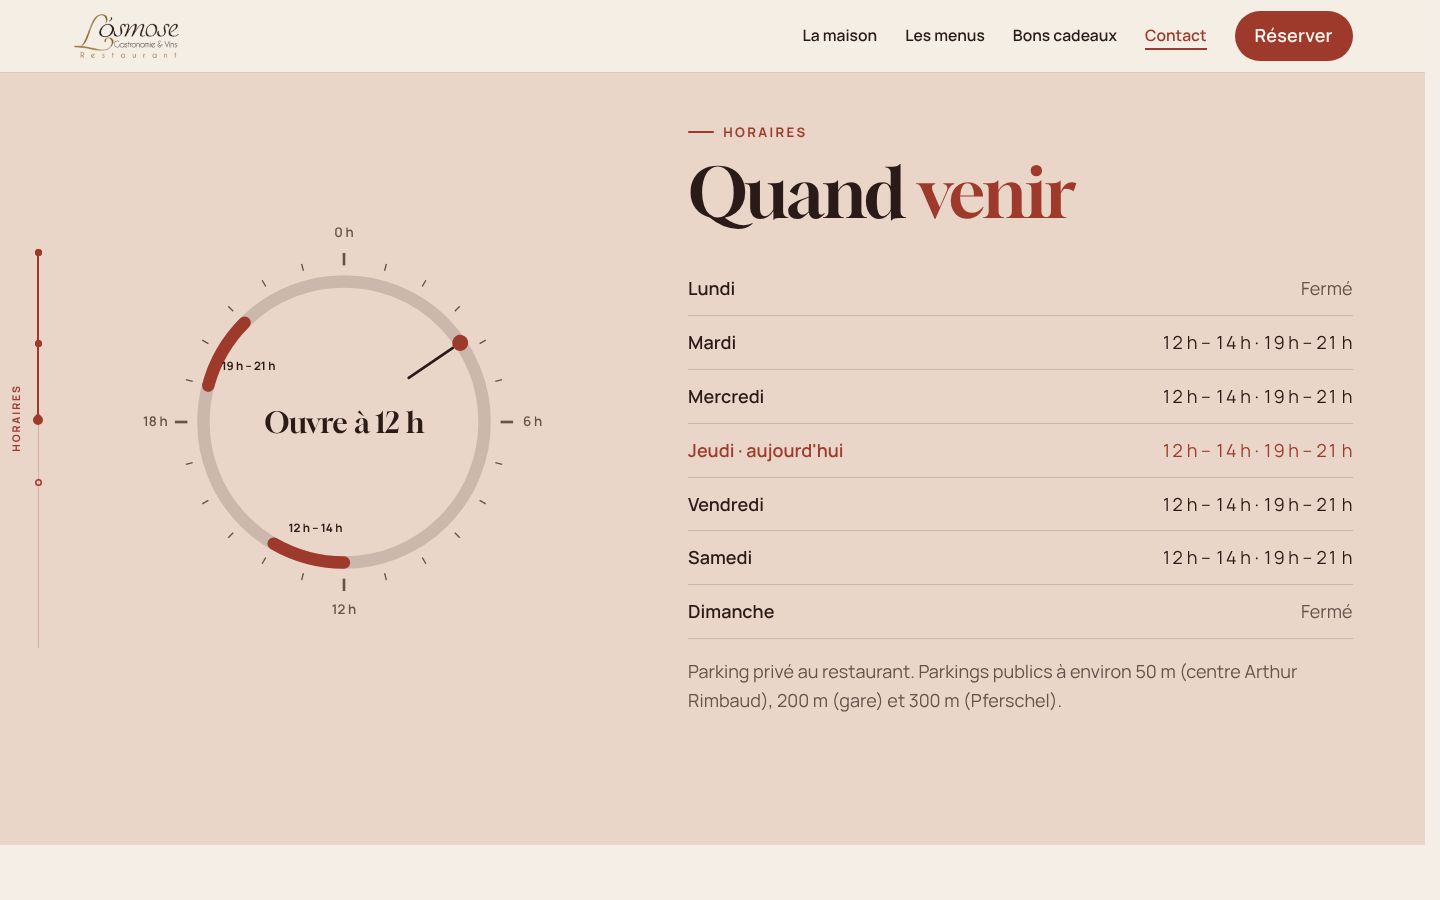 L'osmose
Gastronomie & Vins
Restaurant
La maison
Les menus
Bons cadeaux
Contact
Réserver
HORAIRES
Quand venir
HORAIRES
0 h
19 h – 21 h
18 h
Ouvre à 12 h
6 h
12 h – 14 h
12 h
Lundi Fermé
Mardi 12 h – 14 h · 19 h – 21 h
Mercredi 12 h – 14 h · 19 h – 21 h
Jeudi · aujourd'hui 12 h – 14 h · 19 h – 21 h
Vendredi 12 h – 14 h · 19 h – 21 h
Samedi 12 h – 14 h · 19 h – 21 h
Dimanche Fermé
Parking privé au restaurant. Parkings publics à environ 50 m (centre Arthur
Rimbaud), 200 m (gare) et 300 m (Pferschel).